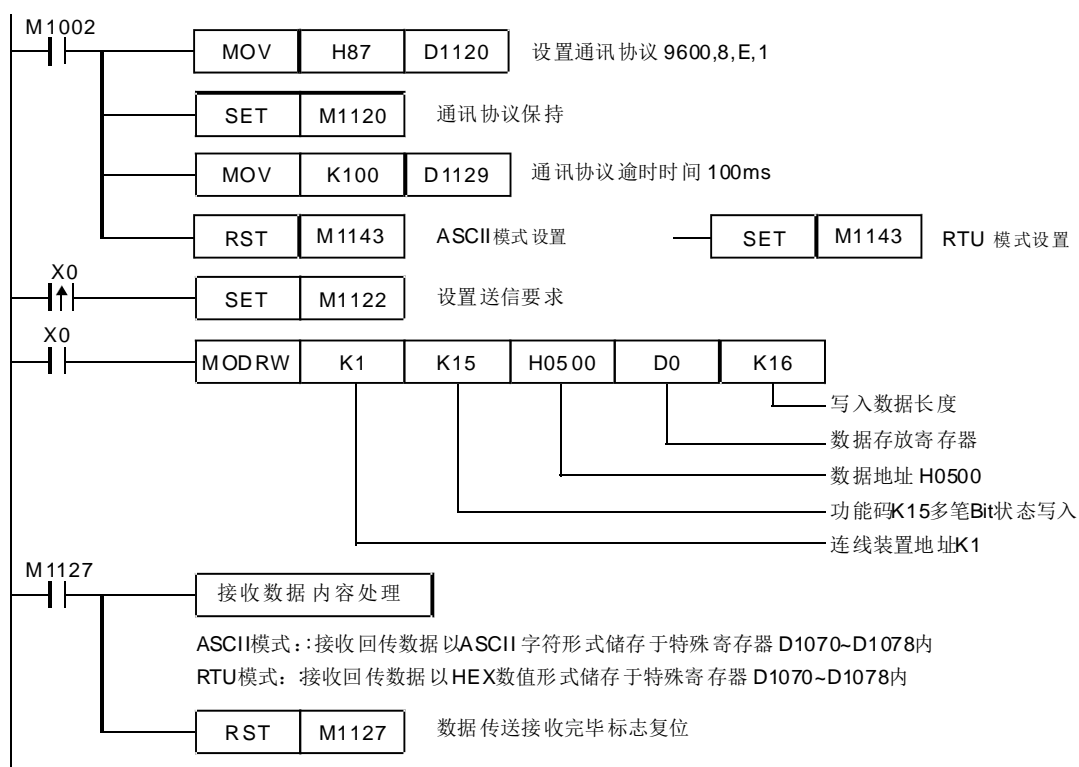 M1002
MOV H87 D1120 设置通讯协议 9600,8,E,1
SET M1120 通讯协议保持
MOV K100 D1129 通讯协议逾时时间 100ms
RST M1143 ASCII模式设置 SET M1143 RTU 模式设置
X0
SET M1122 设置送信要求
X0
MODRW K1 K15 H0500 D0 K16
写入数据长度
数据存放寄存器
数据地址 H0500
功能码K15多笔Bit状态写入
连线装置地址K1
M1127
接收数据内容处理
ASCII模式：:接收回传数据以ASCII 字符形式储存于特殊寄存器 D1070~D1078内
RTU模式：接收回传数据以HEX数值形式储存于特殊寄存器 D1070~D1078内
RST M1127 数据传送接收完毕标志复位